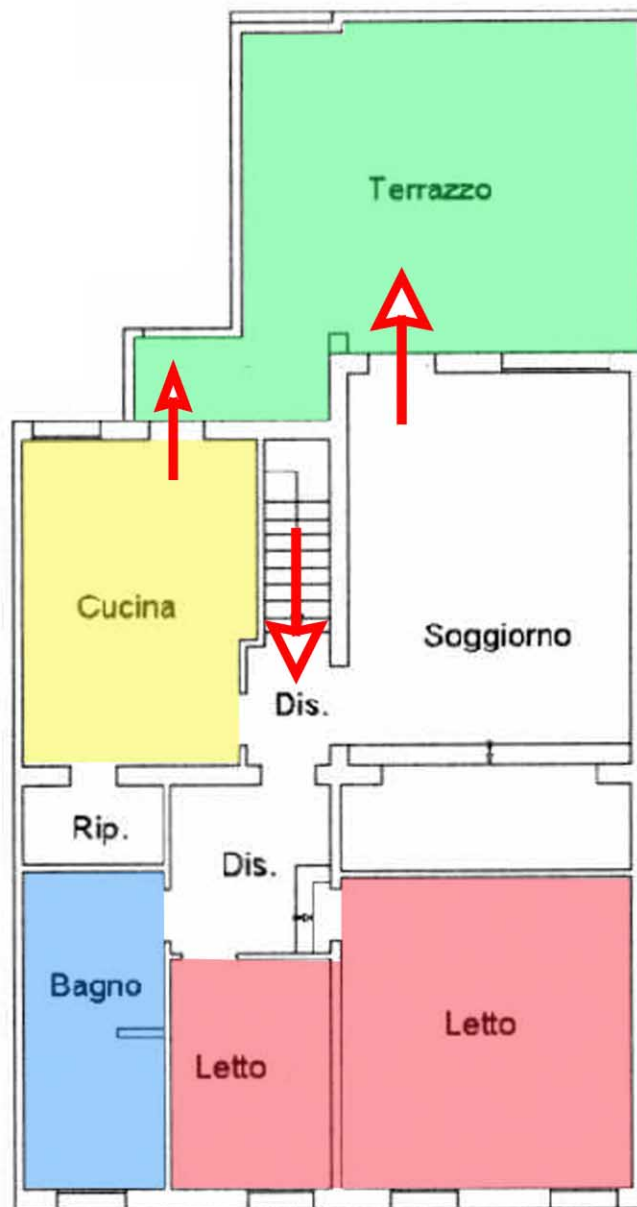 Terrazzo
Cucina
Soggiorno
Dis.
Rip.
Dis.
Bagno
Letto
Letto